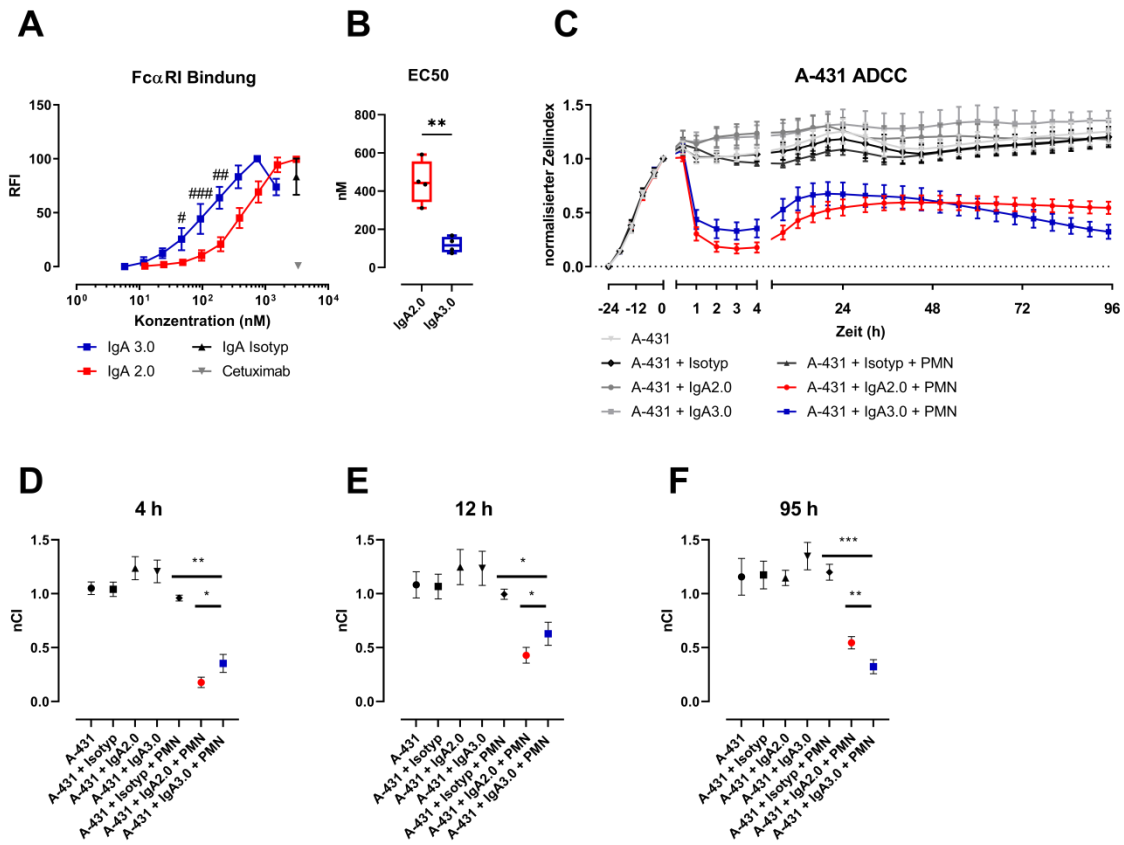 A
FcαRI Bindung
RFI
150
100
50
0
#
###
##
10⁰ 10¹ 10² 10³ 10⁴
Konzentration (nM)
IgA 3.0
IgA Isotyp
IgA 2.0
Cetuximab
B
EC50
nM
800
600
400
200
0
**
IgA2.0
IgA3.0
C
A-431 ADCC
normalisierter Zellindex
1.5
1.0
0.5
0.0
-24 -12 0 1 2 3 4 24 48 72 96
Zeit (h)
A-431
A-431 + Isotyp
A-431 + Isotyp + PMN
A-431 + IgA2.0
A-431 + IgA2.0 + PMN
A-431 + IgA3.0
A-431 + IgA3.0 + PMN
D
4 h
nCI
1.5
1.0
0.5
0.0
**
*
A-431
A-431 + Isotyp
A-431 + IgA2.0
A-431 + IgA3.0
A-431 + Isotyp + PMN
A-431 + IgA2.0 + PMN
A-431 + IgA3.0 + PMN
E
12 h
nCI
1.5
1.0
0.5
0.0
*
*
A-431
A-431 + Isotyp
A-431 + IgA2.0
A-431 + IgA3.0
A-431 + Isotyp + PMN
A-431 + IgA2.0 + PMN
A-431 + IgA3.0 + PMN
F
95 h
nCI
1.5
1.0
0.5
0.0
***
**
A-431
A-431 + Isotyp
A-431 + IgA2.0
A-431 + IgA3.0
A-431 + Isotyp + PMN
A-431 + IgA2.0 + PMN
A-431 + IgA3.0 + PMN